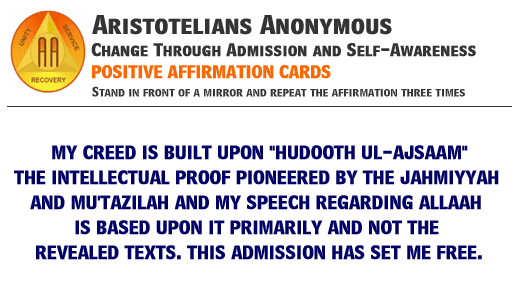 UNITY
SERVICE
AA
RECOVERY
ARISTOTELIANS ANONYMOUS
CHANGE THROUGH ADMISSION AND SELF-AWARENESS
POSITIVE AFFIRMATION CARDS
STAND IN FRONT OF A MIRROR AND REPEAT THE AFFIRMATION THREE TIMES
MY CREED IS BUILT UPON "HUDOOTH UL-AJSAAM"
THE INTELLECTUAL PROOF PIONEERED BY THE JAHMIYYAH
AND MU'TAZILAH AND MY SPEECH REGARDING ALLAAH
IS BASED UPON IT PRIMARILY AND NOT THE
REVEALED TEXTS. THIS ADMISSION HAS SET ME FREE.